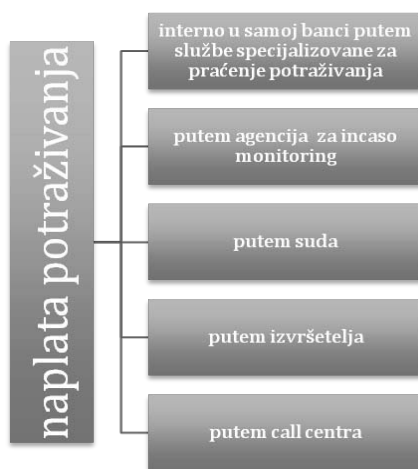 naplata potraživanja
interno u samoj banci putem
službe specijalizovane za
praćenje potraživanja
putem agencija za incaso
monitoring
putem suda
putem izvršetelja
putem call centra